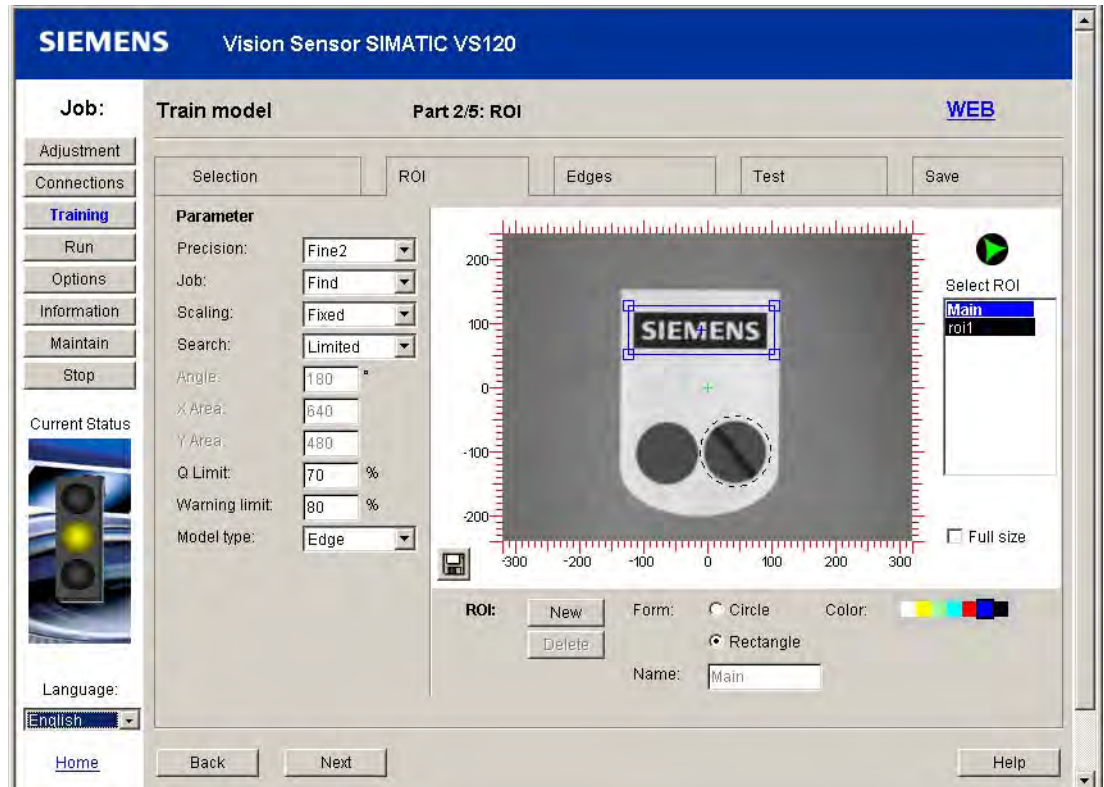 SIEMENS Vision Sensor SIMATIC VS120
Job:
Train model Part 2/5: ROI WEB
Adjustment
Connections
Training
Run
Options
Information
Maintain
Stop
Current Status
Language:
English
Home
Selection ROI Edges Test Save
Parameter
Precision: Fine2
Job: Find
Scaling: Fixed
Search: Limited
Angle: 180 °
X Area: 640
Y Area: 480
Q Limit: 70 %
Warning limit: 80 %
Model type: Edge
200
100
0
-100
-200
-300 -200 -100 0 100 200 300
SIEMENS
Select ROI
Main
roi1
Full size
ROI: New Form: Circle Color:
Delete Rectangle
Name: Main
Back Next Help